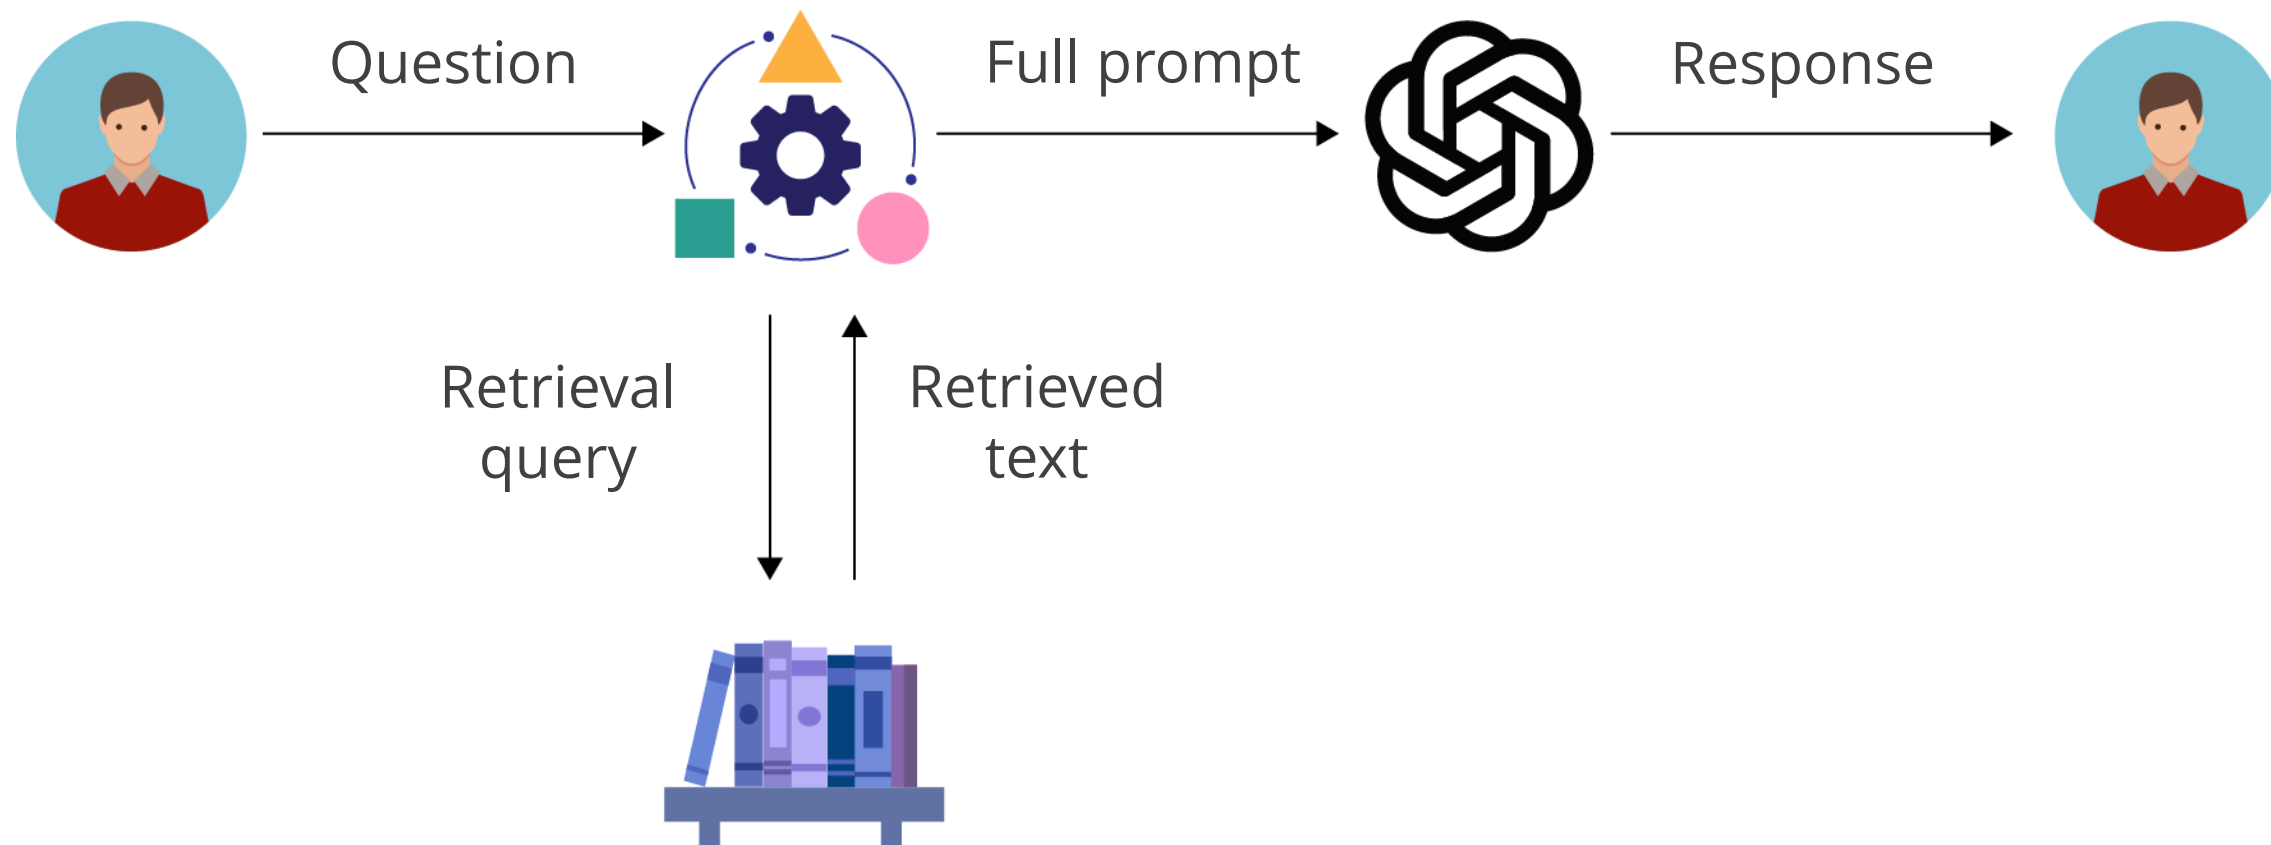 Question
Full prompt
Response
Retrieval
query
Retrieved
text